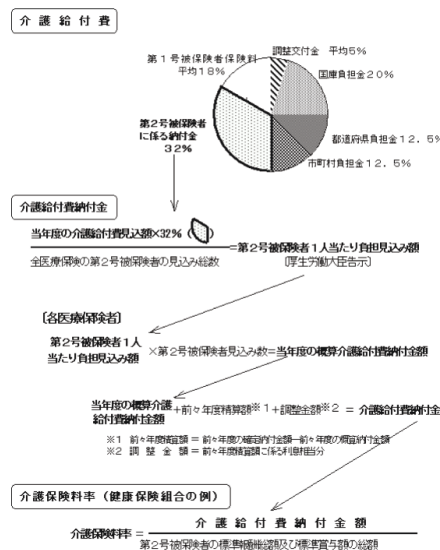 介護給付費
調整交付金 平均5%
第1号被保険者保険料
平均18%
国庫負担金20%
第2号被保険者
に係る納付金
32%
都道府県負担金12.5%
市町村負担金12.5%
介護給付費納付金
当年度の介護給付費見込額×32% ( )
全医療保険の第2号被保険者の見込み総数
=第2号被保険者1人当たり負担見込み額
〔厚生労働大臣告示〕
〔各医療保険者〕
第2号被保険者1人
当たり負担見込み額
×第2号被保険者見込み数=当年度の概算介護給付費納付金額
当年度の概算介護
給付費納付金額
+前々年度精算額※1+調整金額※2 = 介護給付費納付金
※1 前々年度精算額 = 前々年度の確定納付金額−前々年度の概算納付金額
※2 調 整 金 額 = 前々年度精算額に係る利息相当分
介護保険料率(健康保険組合の例)
介護保険料率=
介 護 給 付 費 納 付 金 額
第2号被保険者の標準報酬総額及び標準賞与額の総額